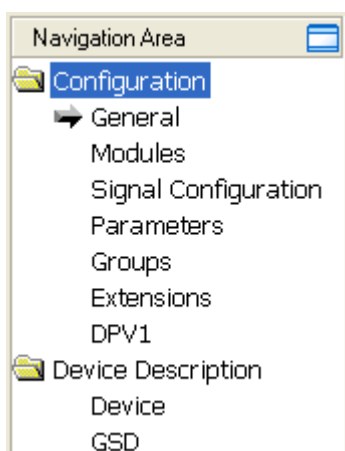 Navigation Area
Configuration
General
Modules
Signal Configuration
Parameters
Groups
Extensions
DPV1
Device Description
Device
GSD